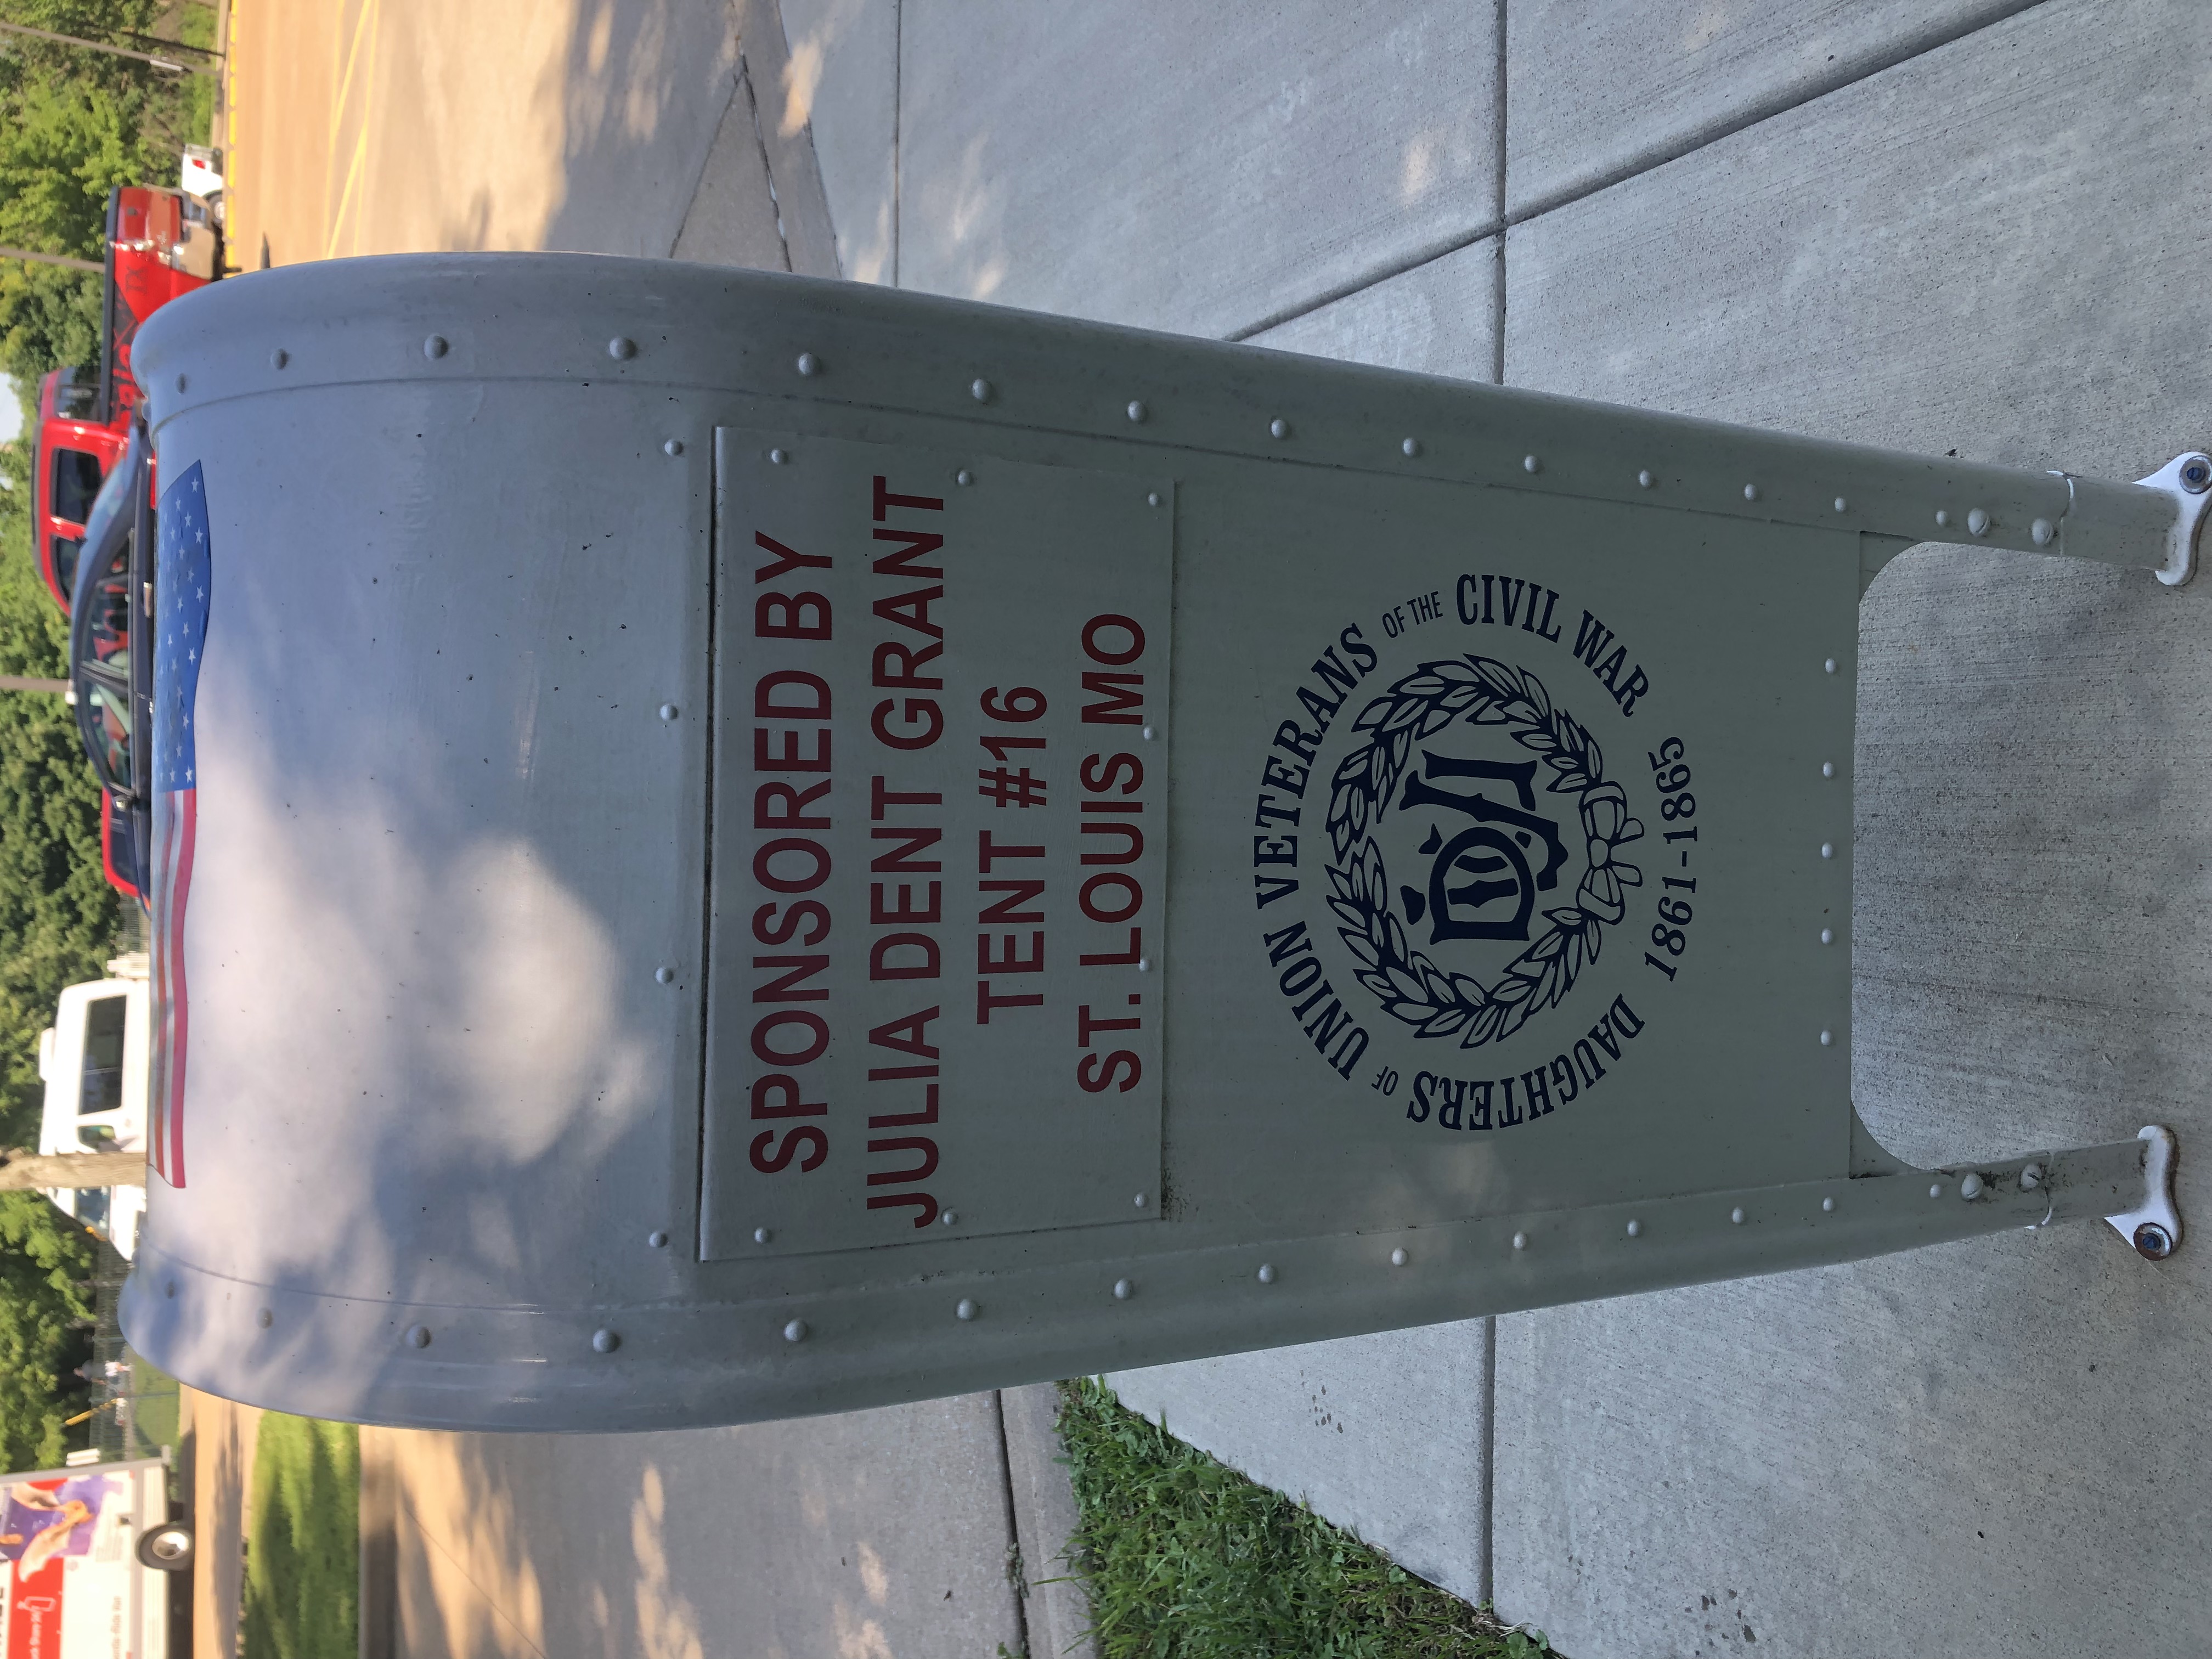 SPONSORED BY
JULIA DENT GRANT
TENT #16
ST. LOUIS MO
DAUGHTERS OF UNION VETERANS OF THE CIVIL WAR
1861-1865